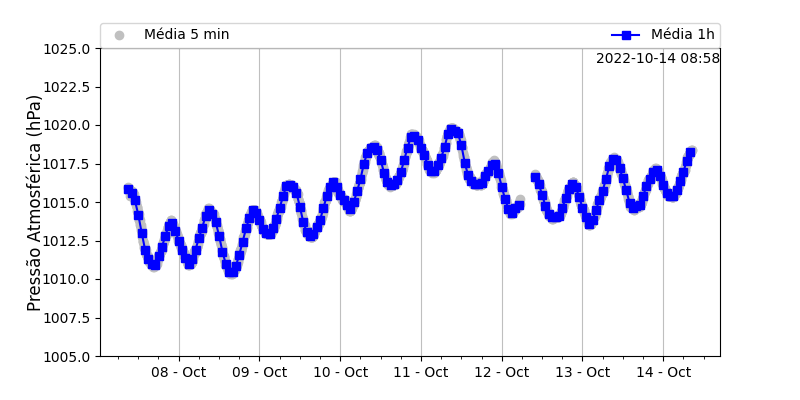 Média 5 min
Média 1h
2022-10-14 08:58
Pressão Atmosférica (hPa)
1025.0
1022.5
1020.0
1017.5
1015.0
1012.5
1010.0
1007.5
1005.0
08 - Oct
09 - Oct
10 - Oct
11 - Oct
12 - Oct
13 - Oct
14 - Oct